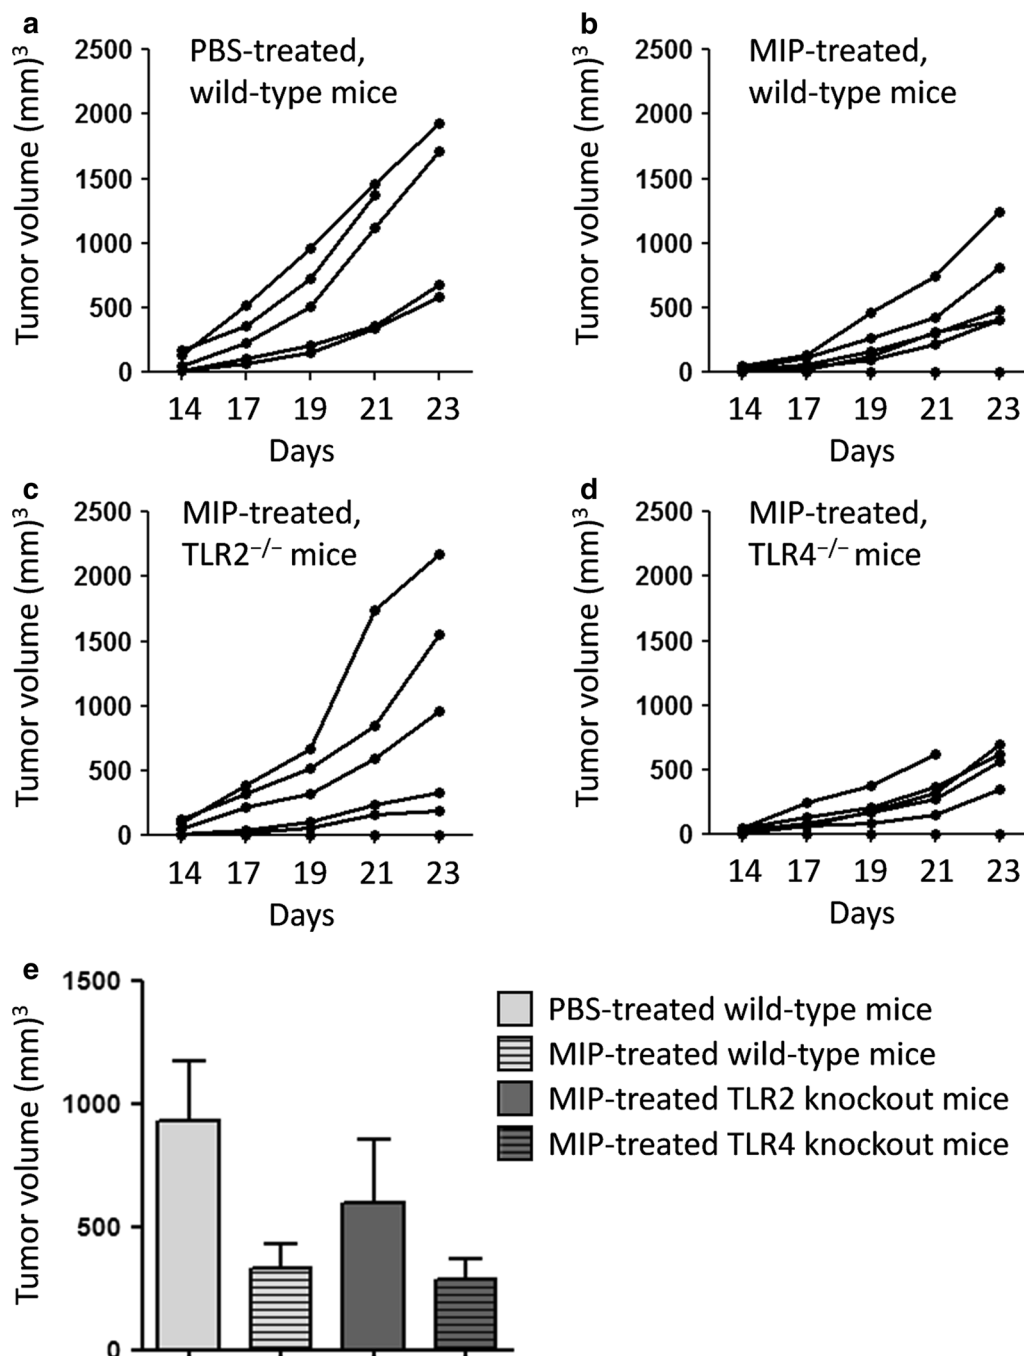 a
PBS-treated,
wild-type mice
Tumor volume (mm)³
2500
2000
1500
1000
500
0
14 17 19 21 23
Days
b
MIP-treated,
wild-type mice
Tumor volume (mm)³
2500
2000
1500
1000
500
0
14 17 19 21 23
Days
c
MIP-treated,
TLR2⁻/⁻ mice
Tumor volume (mm)³
2500
2000
1500
1000
500
0
14 17 19 21 23
Days
d
MIP-treated,
TLR4⁻/⁻ mice
Tumor volume (mm)³
2500
2000
1500
1000
500
0
14 17 19 21 23
Days
e
Tumor volume (mm)³
1500
1000
500
0
PBS-treated wild-type mice
MIP-treated wild-type mice
MIP-treated TLR2 knockout mice
MIP-treated TLR4 knockout mice